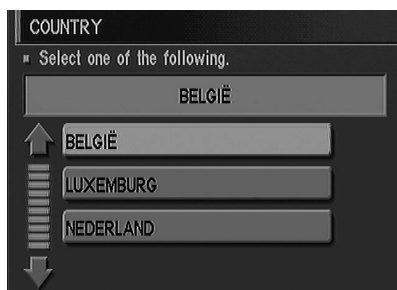 COUNTRY
Select one of the following.
BELGIË
BELGIË
LUXEMBURG
NEDERLAND